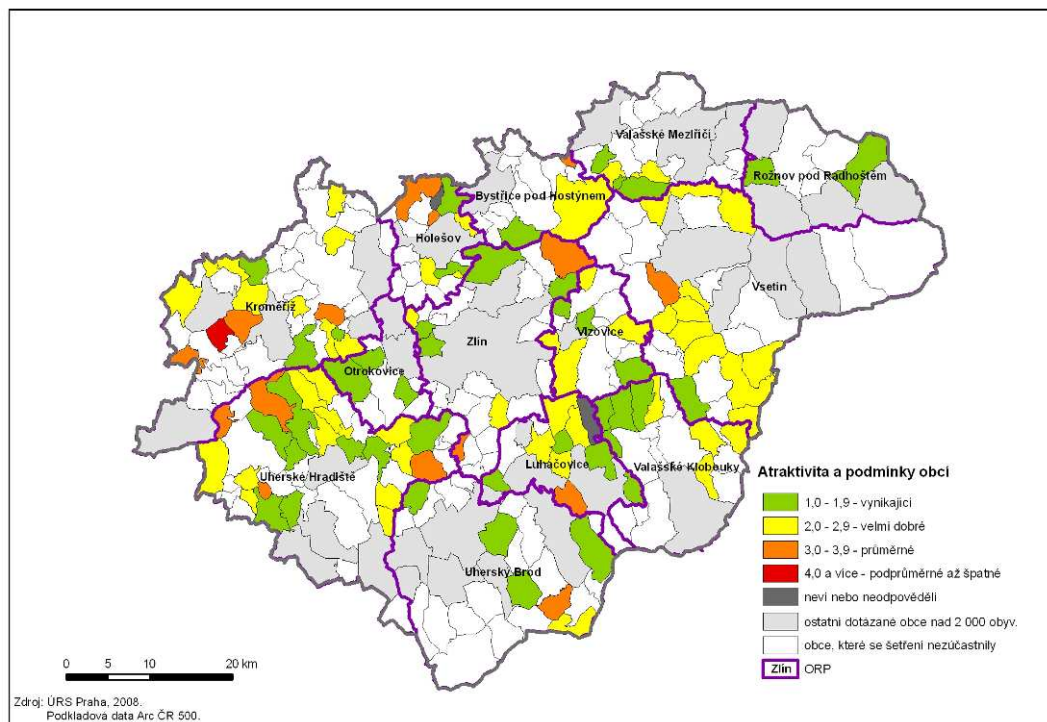 Valašské Meziříčí
Rožnov pod Radhoštěm
Bystřice pod Hostýnem
Holešov
Vsetín
Kroměříž
Vizovice
Zlín
Otrokovice
Luhačovice
Valašské Klobouky
Uherské Hradiště
Uherský Brod
Atraktivita a podmínky obcí
1,0 - 1,9 - vynikající
2,0 - 2,9 - velmi dobré
3,0 - 3,9 - průměrné
4,0 a více - podprůměrné až špatné
neví nebo neodpověděli
ostatní dotázané obce nad 2 000 obyv.
obce, které se šetření nezúčastnily
Zlín ORP
0 5 10 20 km
Zdroj: ÚRS Praha, 2008.
Podkladová data Arc ČR 500.